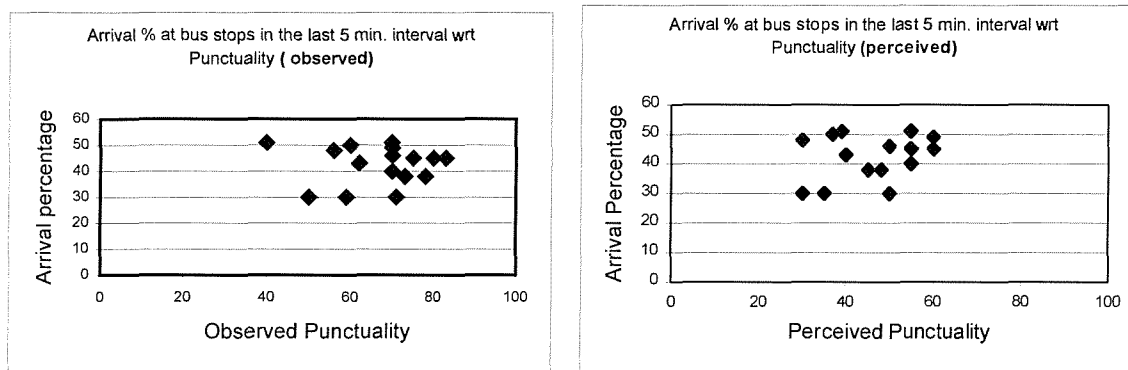 Arrival % at bus stops in the last 5 min. interval wrt
Punctuality ( observed)
60
50
40
30
20
10
0
0 20 40 60 80 100
Arrival percentage
Observed Punctuality
Arrival % at bus stops in the last 5 min. interval wrt
Punctuality (perceived)
60
50
40
30
20
10
0
0 20 40 60 80 100
Arrival Percentage
Perceived Punctuality